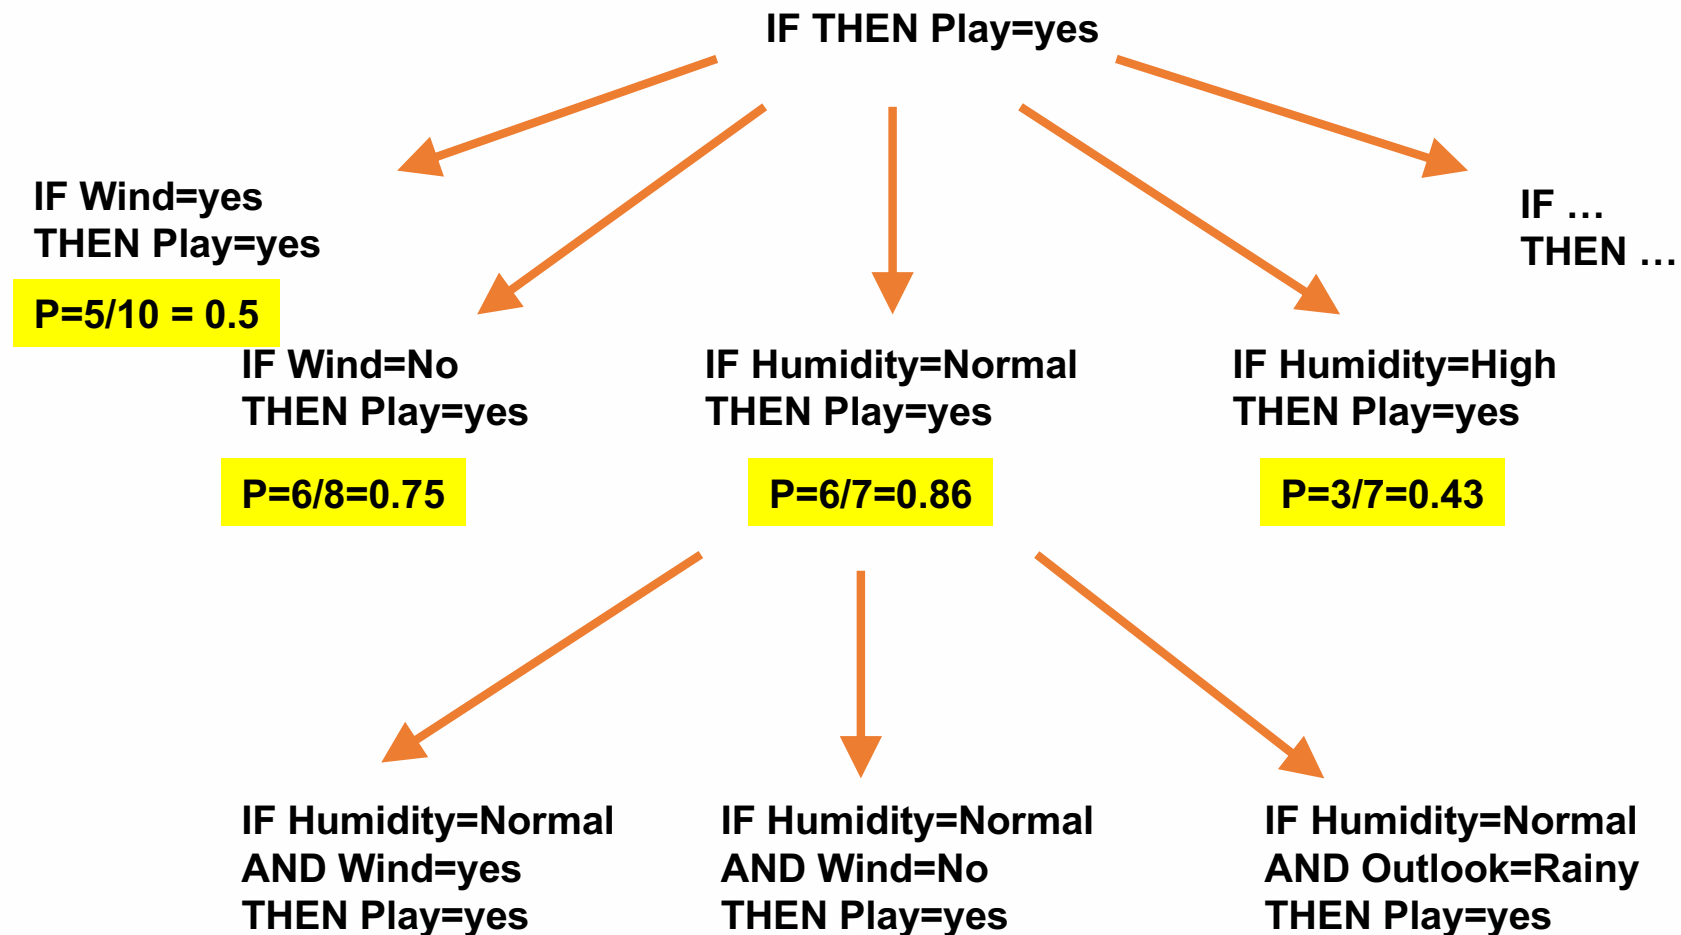 IF THEN Play=yes
IF Wind=yes
THEN Play=yes
P=5/10 = 0.5
IF …
THEN …
IF Wind=No
THEN Play=yes
P=6/8=0.75
IF Humidity=Normal
THEN Play=yes
P=6/7=0.86
IF Humidity=High
THEN Play=yes
P=3/7=0.43
IF Humidity=Normal
AND Wind=yes
THEN Play=yes
IF Humidity=Normal
AND Wind=No
THEN Play=yes
IF Humidity=Normal
AND Outlook=Rainy
THEN Play=yes